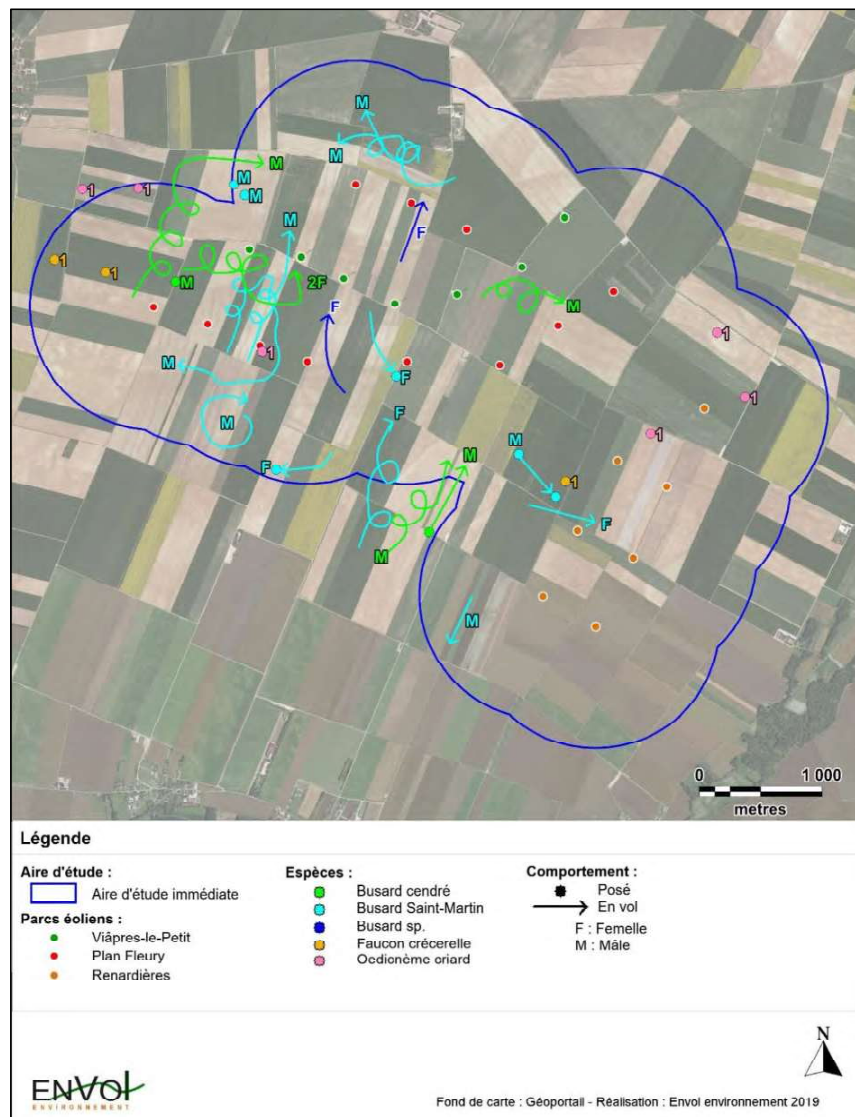 M
M
M
M
1
1
M
M
F
1
1
M
2F
M
F
1
M
1
F
1
M
F
M
1
F
M
1
F
M
M
0
1 000
metres
Légende
Aire d'étude :
Aire d'étude immédiate
Parcs éoliens :
Viâpres-le-Petit
Plan Fleury
Renardières
Espèces :
Busard cendré
Busard Saint-Martin
Busard sp.
Faucon crécerelle
Oedicnème criard
Comportement :
Posé
En vol
F : Femelle
M : Mâle
N
ENVOL
ENVIRONNEMENT
Fond de carte : Géoportail - Réalisation : Envol environnement 2019